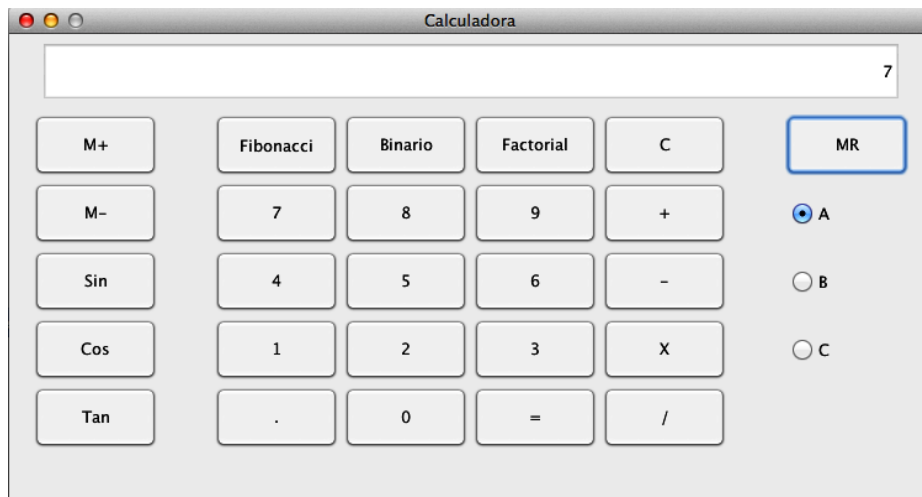 Calculadora
7
M+ Fibonacci Binario Factorial C MR
M- 7 8 9 + A
Sin 4 5 6 - B
Cos 1 2 3 X C
Tan . 0 = /